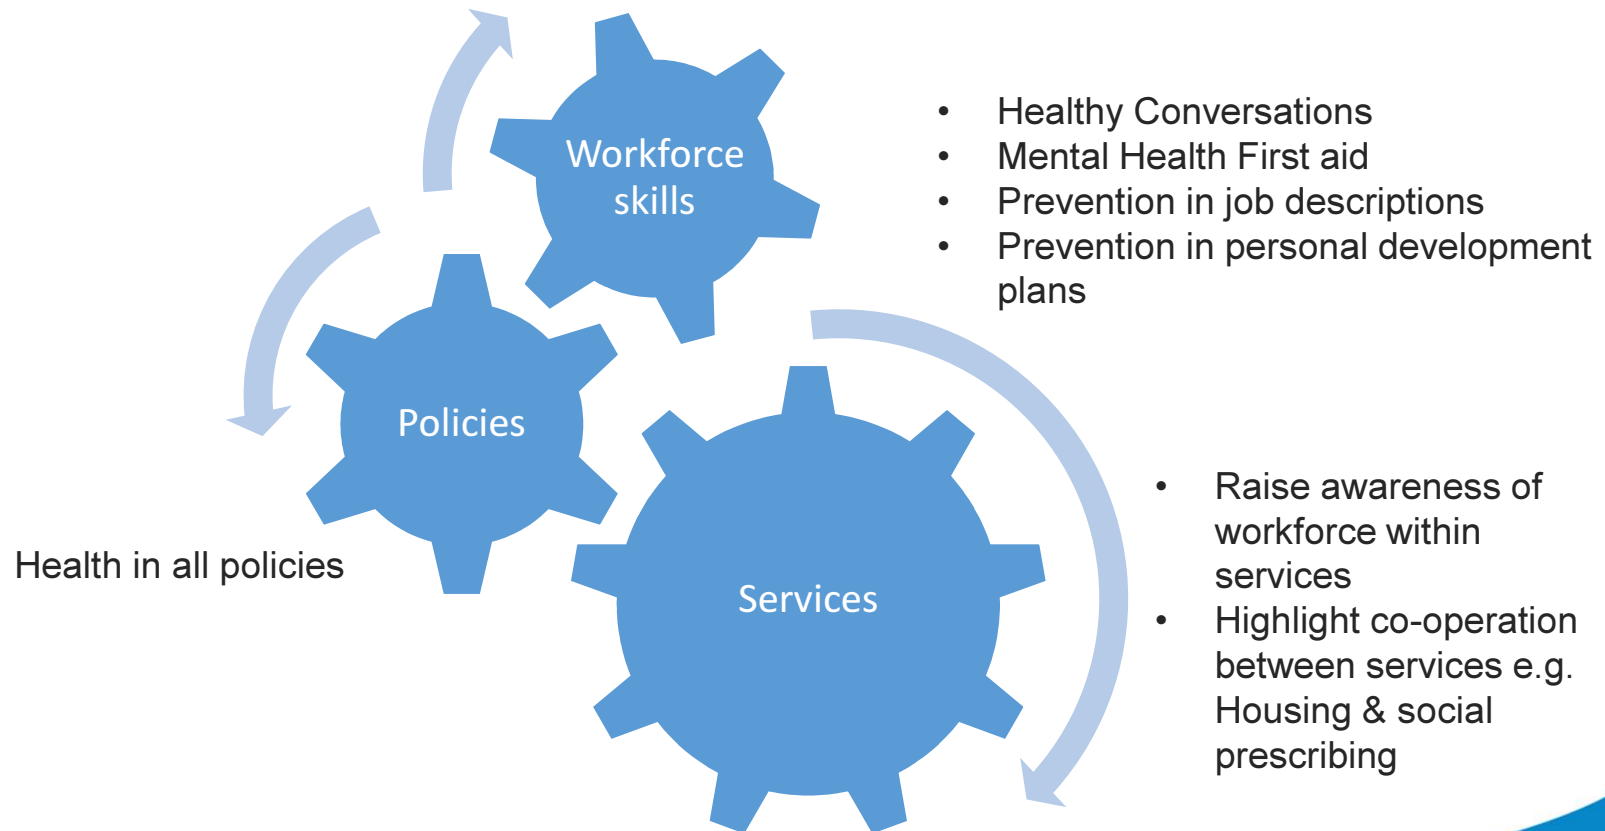 Workforce
skills
• Healthy Conversations
• Mental Health First aid
• Prevention in job descriptions
• Prevention in personal development
plans
Policies
Health in all policies
Services
• Raise awareness of
workforce within
services
• Highlight co-operation
between services e.g.
Housing & social
prescribing